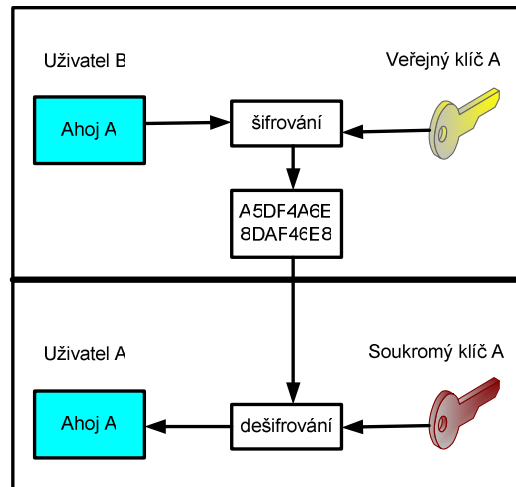 Uživatel B
Veřejný klíč A
Ahoj A
šifrování
A5DF4A6E
8DAF46E8
Uživatel A
Soukromý klíč A
Ahoj A
dešifrování